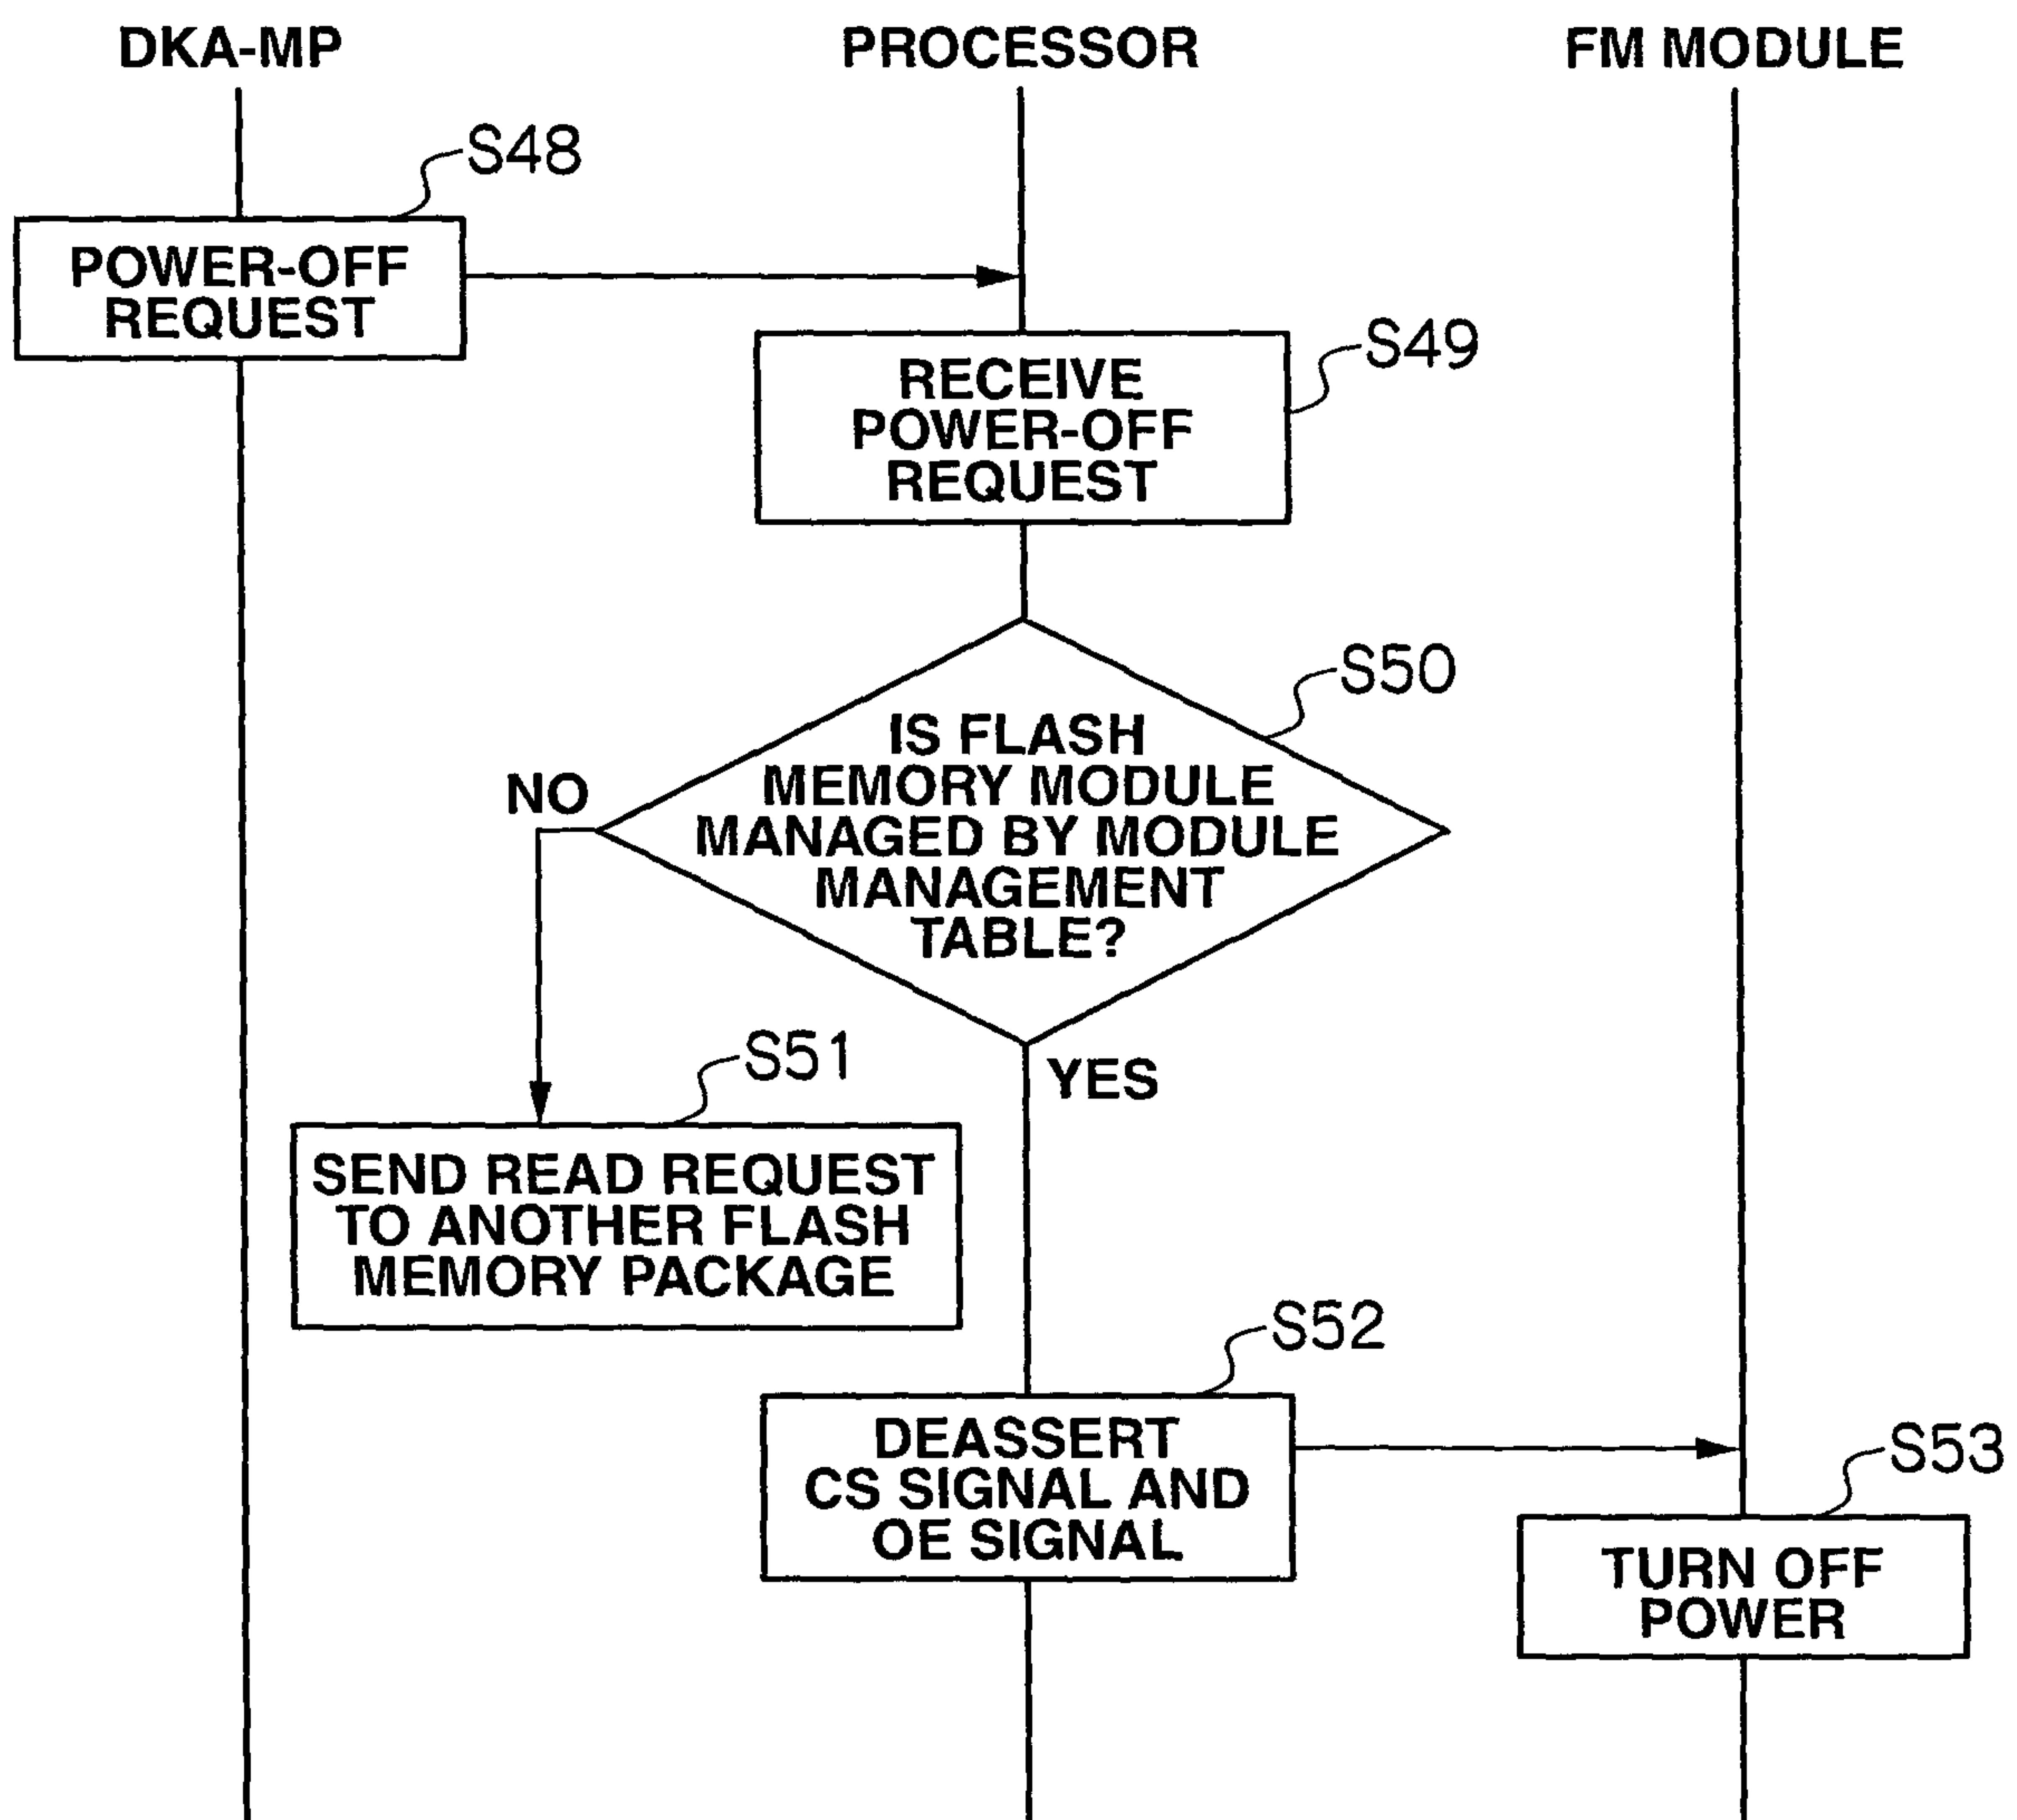 DKA-MP
PROCESSOR
FM MODULE
S48
POWER-OFF
REQUEST
S49
RECEIVE
POWER-OFF
REQUEST
S50
IS FLASH
MEMORY MODULE
MANAGED BY MODULE
MANAGEMENT
TABLE?
NO
YES
S51
SEND READ REQUEST
TO ANOTHER FLASH
MEMORY PACKAGE
S52
DEASSERT
CS SIGNAL AND
OE SIGNAL
S53
TURN OFF
POWER